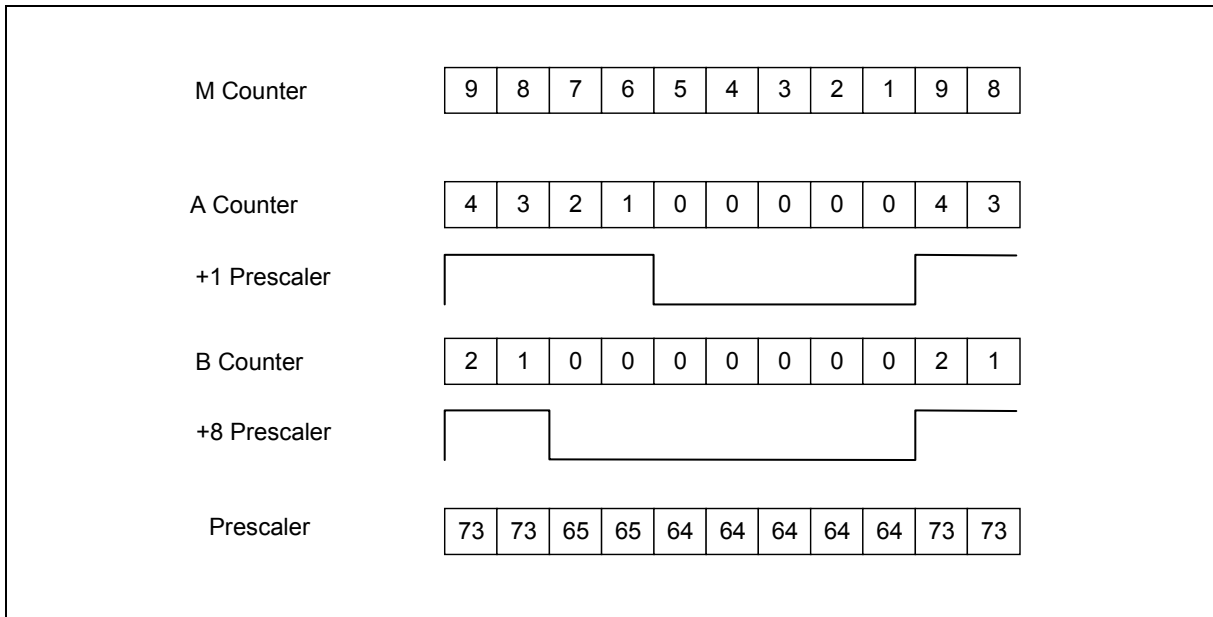 M Counter 9 8 7 6 5 4 3 2 1 9 8
A Counter 4 3 2 1 0 0 0 0 0 4 3
+1 Prescaler
B Counter 2 1 0 0 0 0 0 0 0 2 1
+8 Prescaler
Prescaler 73 73 65 65 64 64 64 64 64 73 73